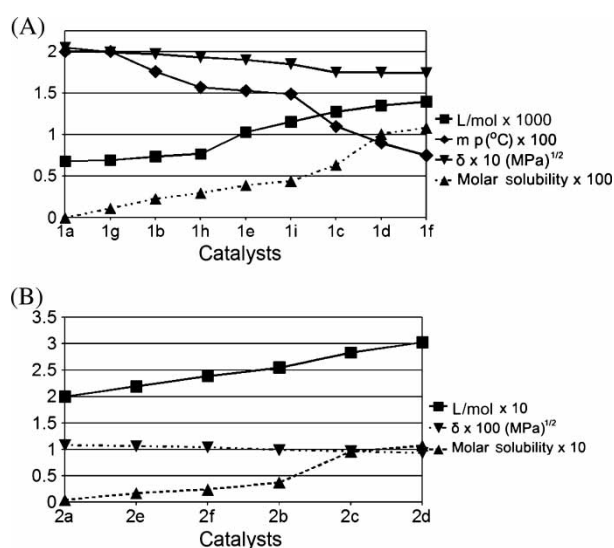 (A)
2
1.5
1
0.5
0
1a 1g 1b 1h 1e 1i 1c 1d 1f
Catalysts
L/mol x 1000
m p (°C) x 100
δ x 10 (MPa)1/2
Molar solubility x 100
(B)
3.5
3
2.5
2
1.5
1
0.5
0
2a 2e 2f 2b 2c 2d
Catalysts
L/mol x 10
δ x 100 (MPa)1/2
Molar solubility x 10